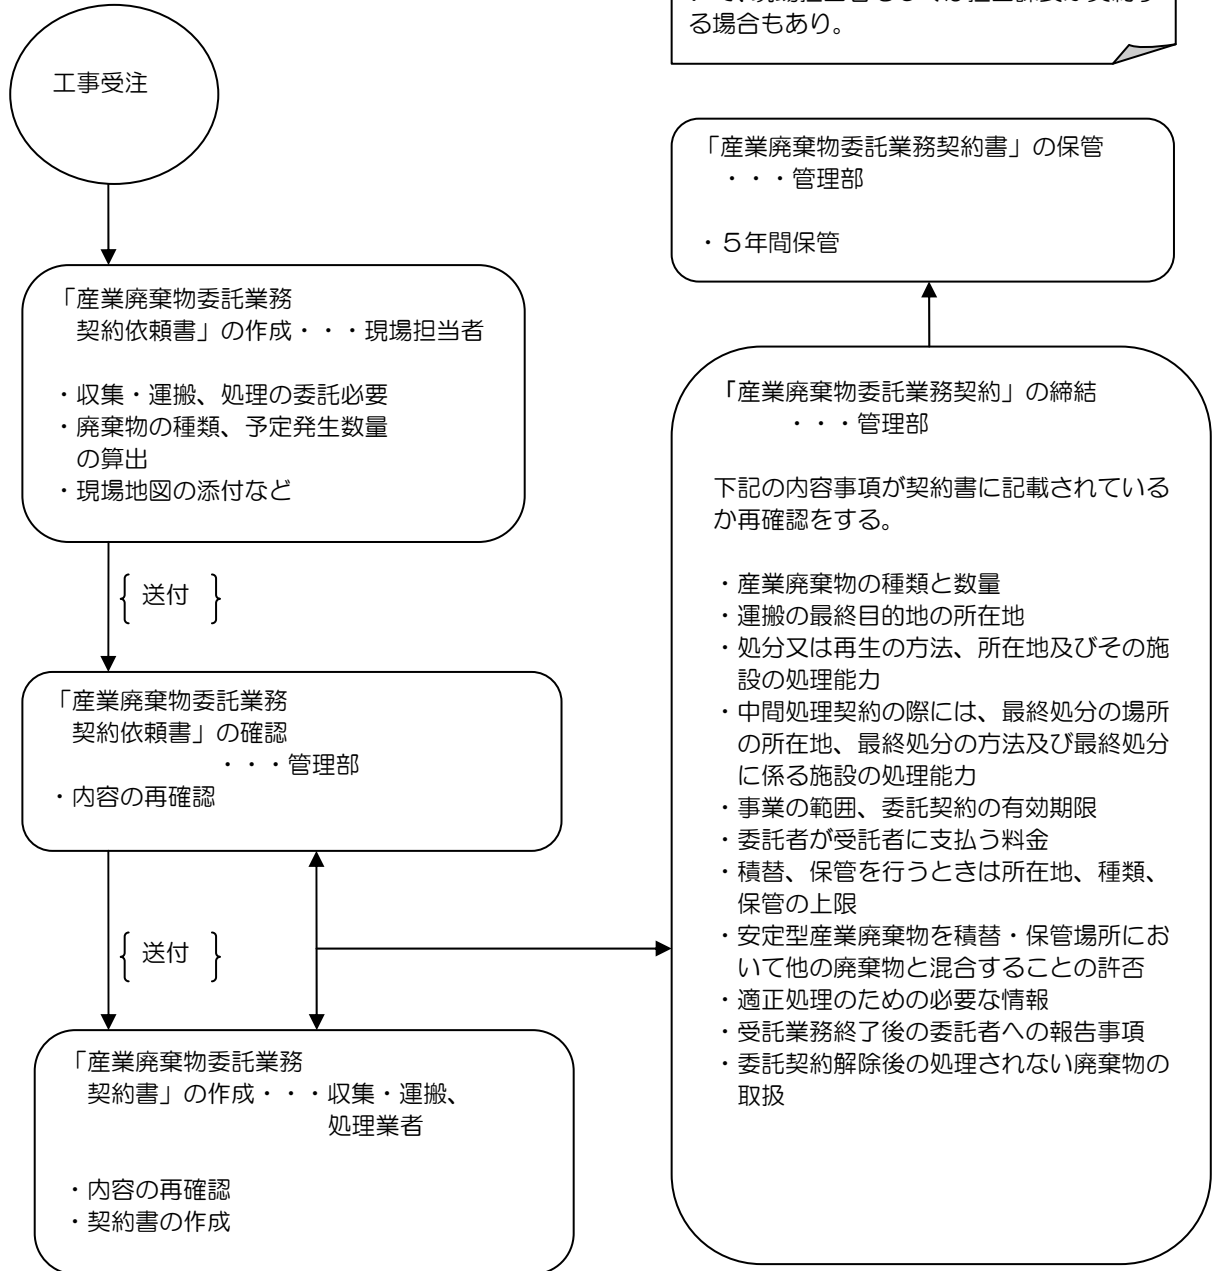 る場合もあり。
工事受注
「産業廃棄物委託業務契約書」の保管
・・・管理部
・５年間保管
「産業廃棄物委託業務
契約依頼書」の作成・・・現場担当者
・収集・運搬、処理の委託必要
・廃棄物の種類、予定発生数量
の算出
・現場地図の添付など
｛ 送付 ｝
「産業廃棄物委託業務
契約依頼書」の確認
・・・管理部
・内容の再確認
｛ 送付 ｝
「産業廃棄物委託業務
契約書」の作成・・・収集・運搬、
処理業者
・内容の再確認
・契約書の作成
「産業廃棄物委託業務契約」の締結
・・・管理部
下記の内容事項が契約書に記載されている
か再確認をする。
・産業廃棄物の種類と数量
・運搬の最終目的地の所在地
・処分又は再生の方法、所在地及びその施
設の処理能力
・中間処理契約の際には、最終処分の場所
の所在地、最終処分の方法及び最終処分
に係る施設の処理能力
・事業の範囲、委託契約の有効期限
・委託者が受託者に支払う料金
・積替、保管を行うときは所在地、種類、
保管の上限
・安定型産業廃棄物を積替・保管場所にお
いて他の廃棄物と混合することの許否
・適正処理のための必要な情報
・受託業務終了後の委託者への報告事項
・委託契約解除後の処理されない廃棄物の
取扱